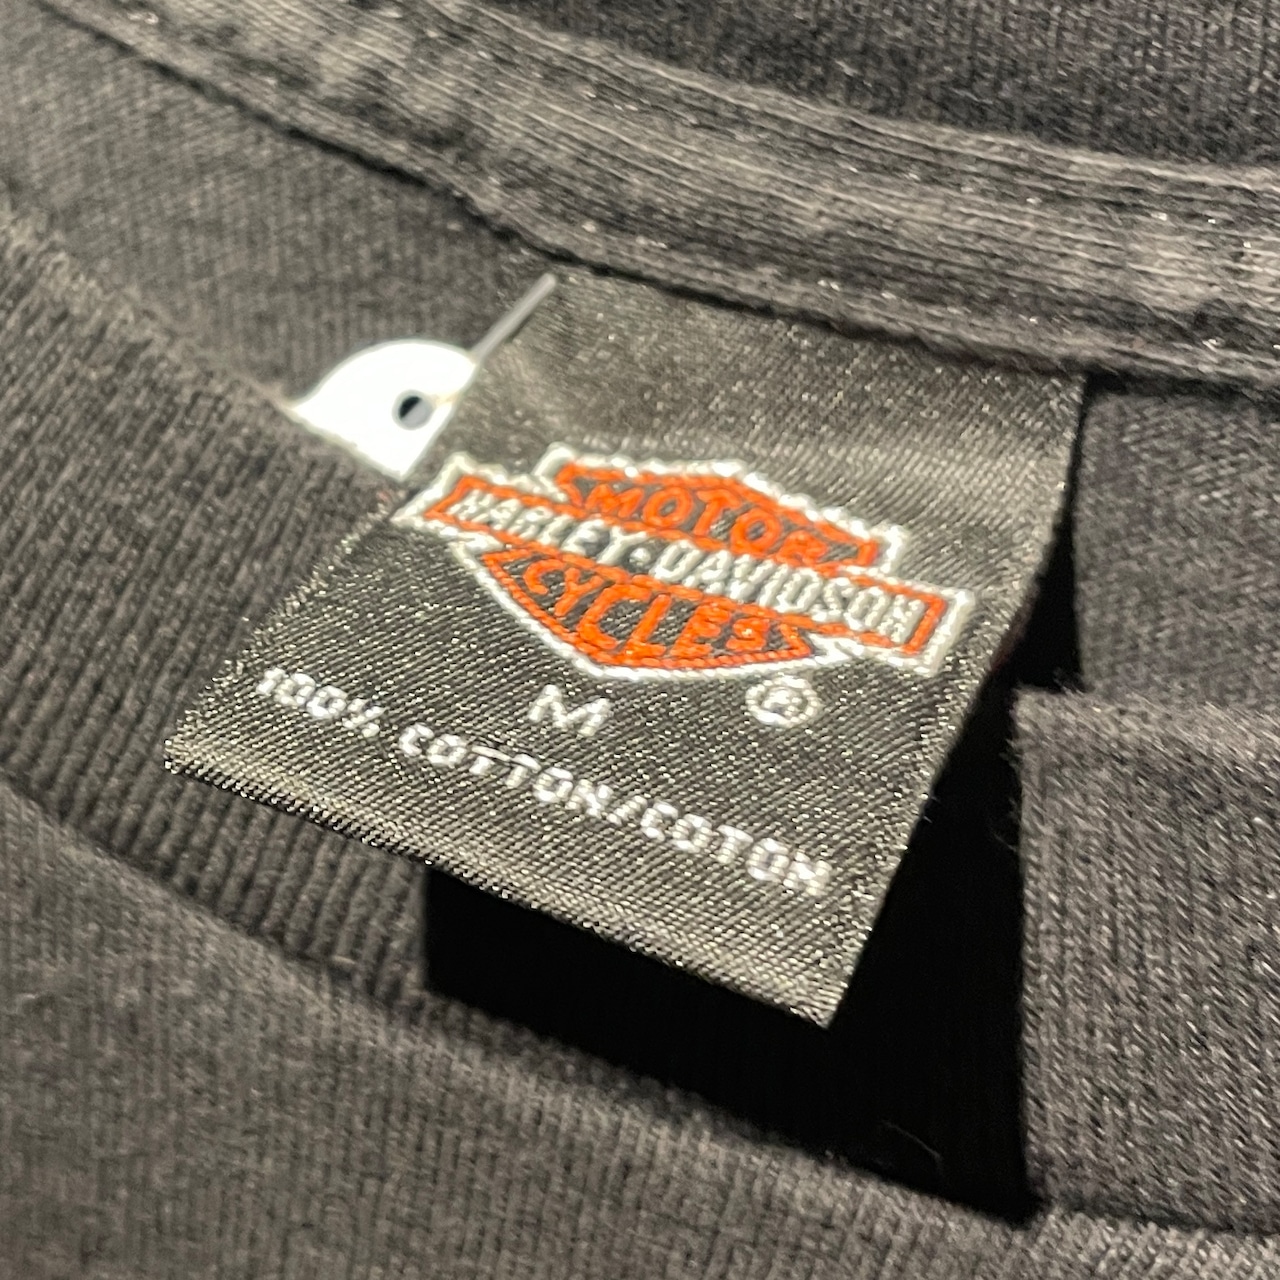 MOTOR
HARLEY-DAVIDSON
CYCLES
®
M
100% COTTON/COTON